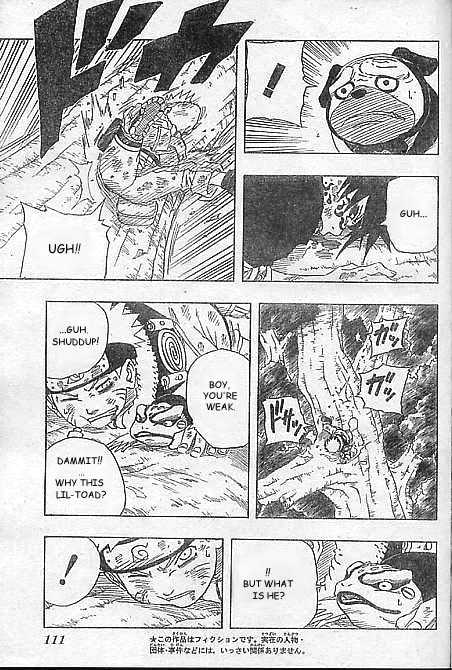 !
GUH...
UGH!!
ガッ
ガッ
ドサッ
...GUH.
SHUDDUP!
BOY,
YOU'RE
WEAK.
DAMMIT!!
...
WHY THIS
LIL-TOAD?
!!
BUT WHAT
IS HE?
!
111
★この作品はフィクションです。実在の人物・
団体・事件などには、いっさい関係ありません。